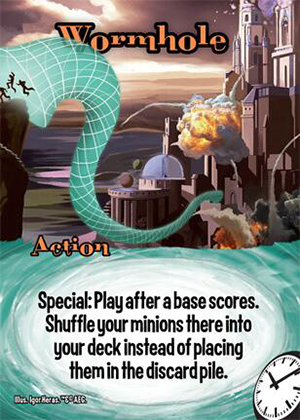 Wormhole
Action
Special: Play after a base scores.
Shuffle your minions there into
your deck instead of placing
them in the discard pile.
Illus. Igor Heras. ™& © AEG.